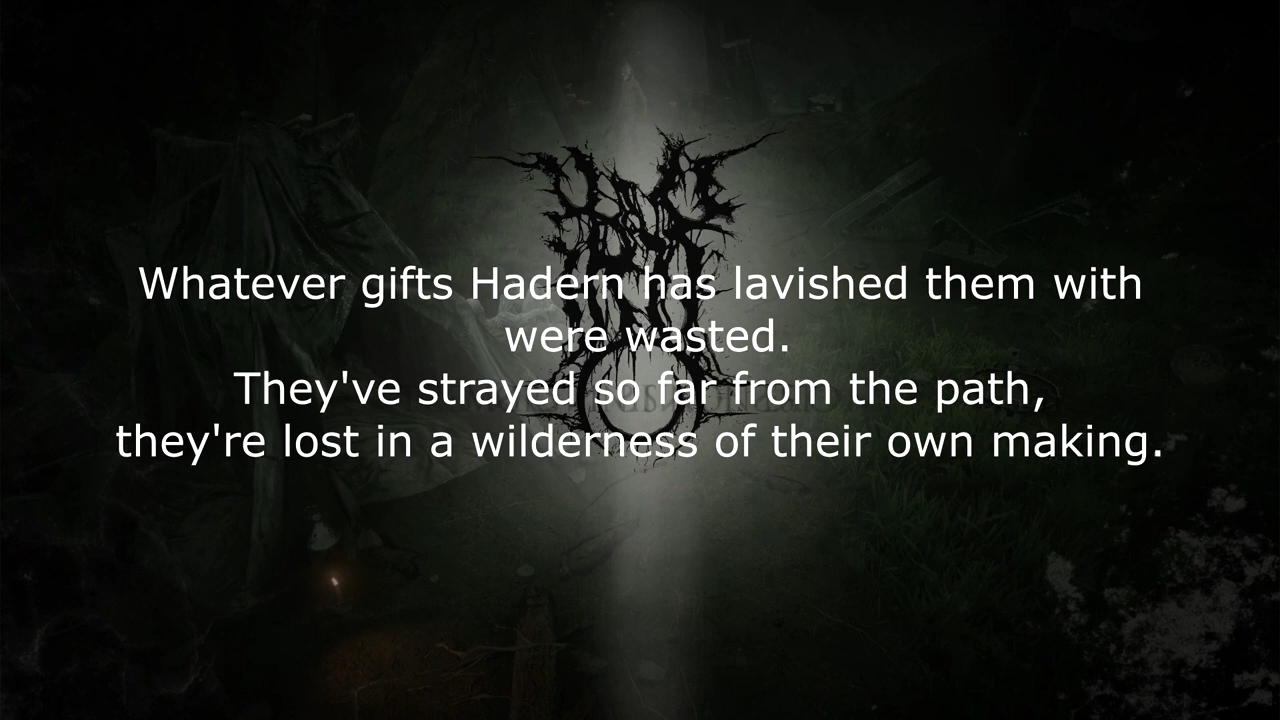 Whatever gifts Hadern has lavished them with
were wasted.
They've strayed so far from the path,
they're lost in a wilderness of their own making.